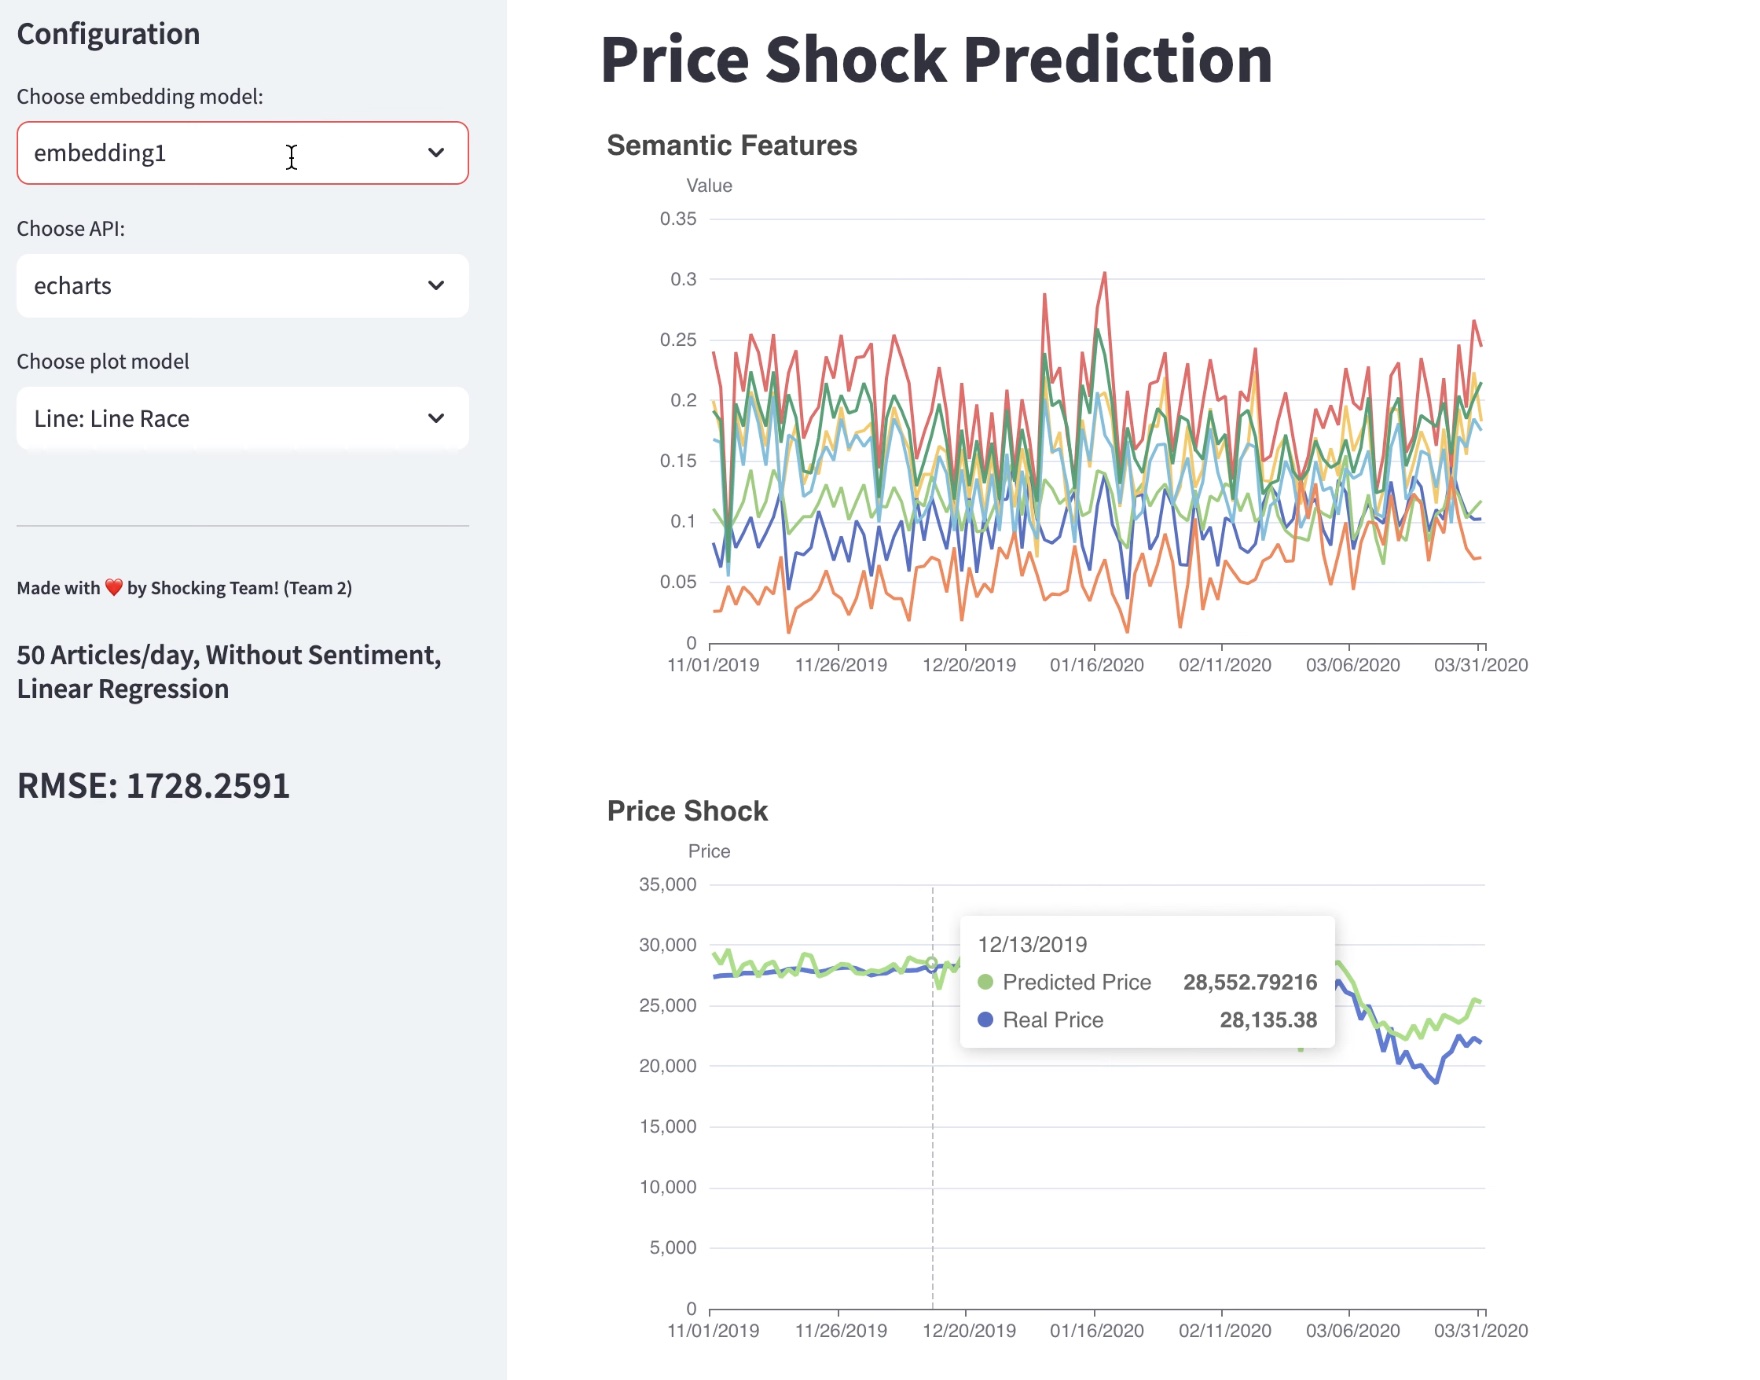 Configuration
Choose embedding model:
embedding1
Choose API:
echarts
Choose plot model
Line: Line Race
Made with ❤️ by Shocking Team! (Team 2)
50 Articles/day, Without Sentiment,
Linear Regression
RMSE: 1728.2591
Price Shock Prediction
Semantic Features
Value
0.35
0.3
0.25
0.2
0.15
0.1
0.05
0
11/01/2019 11/26/2019 12/20/2019 01/16/2020 02/11/2020 03/06/2020 03/31/2020
Price Shock
Price
35,000
30,000
25,000
20,000
15,000
10,000
5,000
0
12/13/2019
Predicted Price 28,552.79216
Real Price 28,135.38
11/01/2019 11/26/2019 12/20/2019 01/16/2020 02/11/2020 03/06/2020 03/31/2020